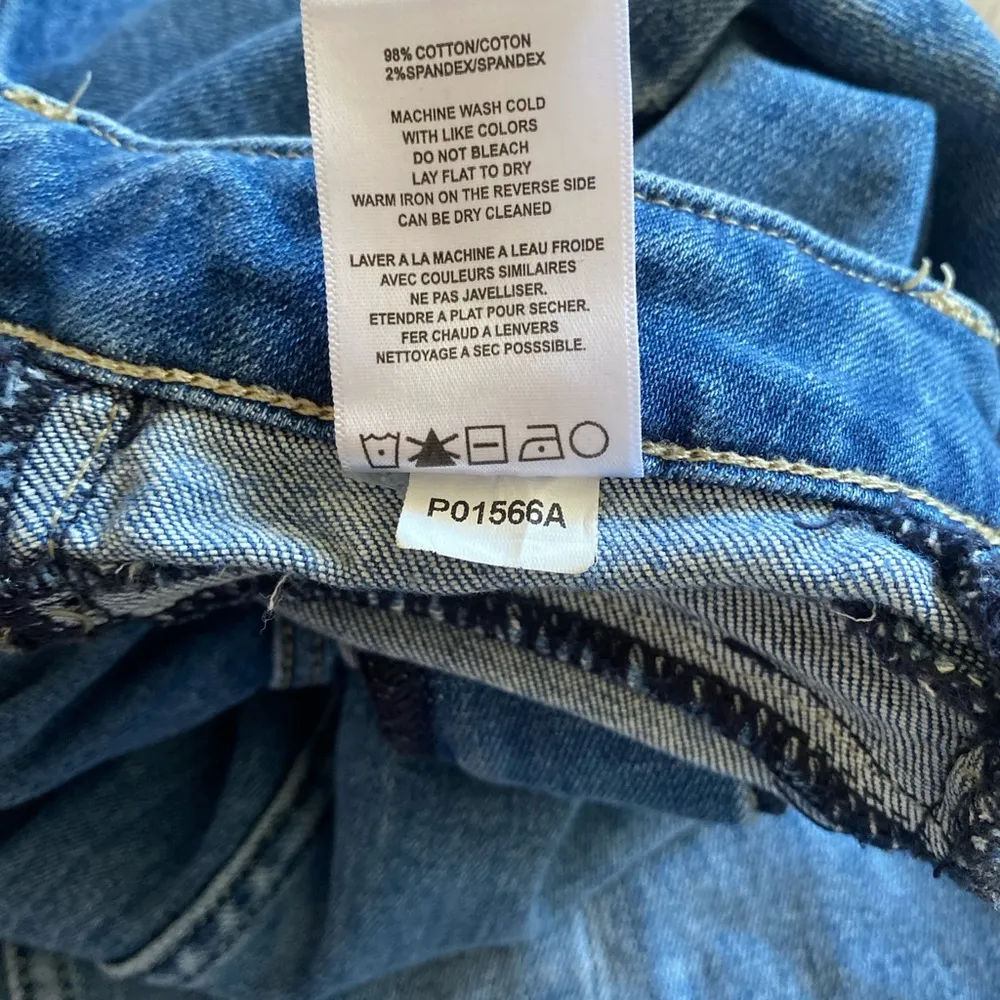 98% COTTON/COTON
2%SPANDEX/SPANDEX
MACHINE WASH COLD
WITH LIKE COLORS
DO NOT BLEACH
LAY FLAT TO DRY
WARM IRON ON THE REVERSE SIDE
CAN BE DRY CLEANED
LAVER A LA MACHINE A LEAU FROIDE
AVEC COULEURS SIMILAIRES
NE PAS JAVELLISER.
ETENDRE A PLAT POUR SECHER.
FER CHAUD A LENVERS
NETTOYAGE A SEC POSSSIBLE.
P01566A